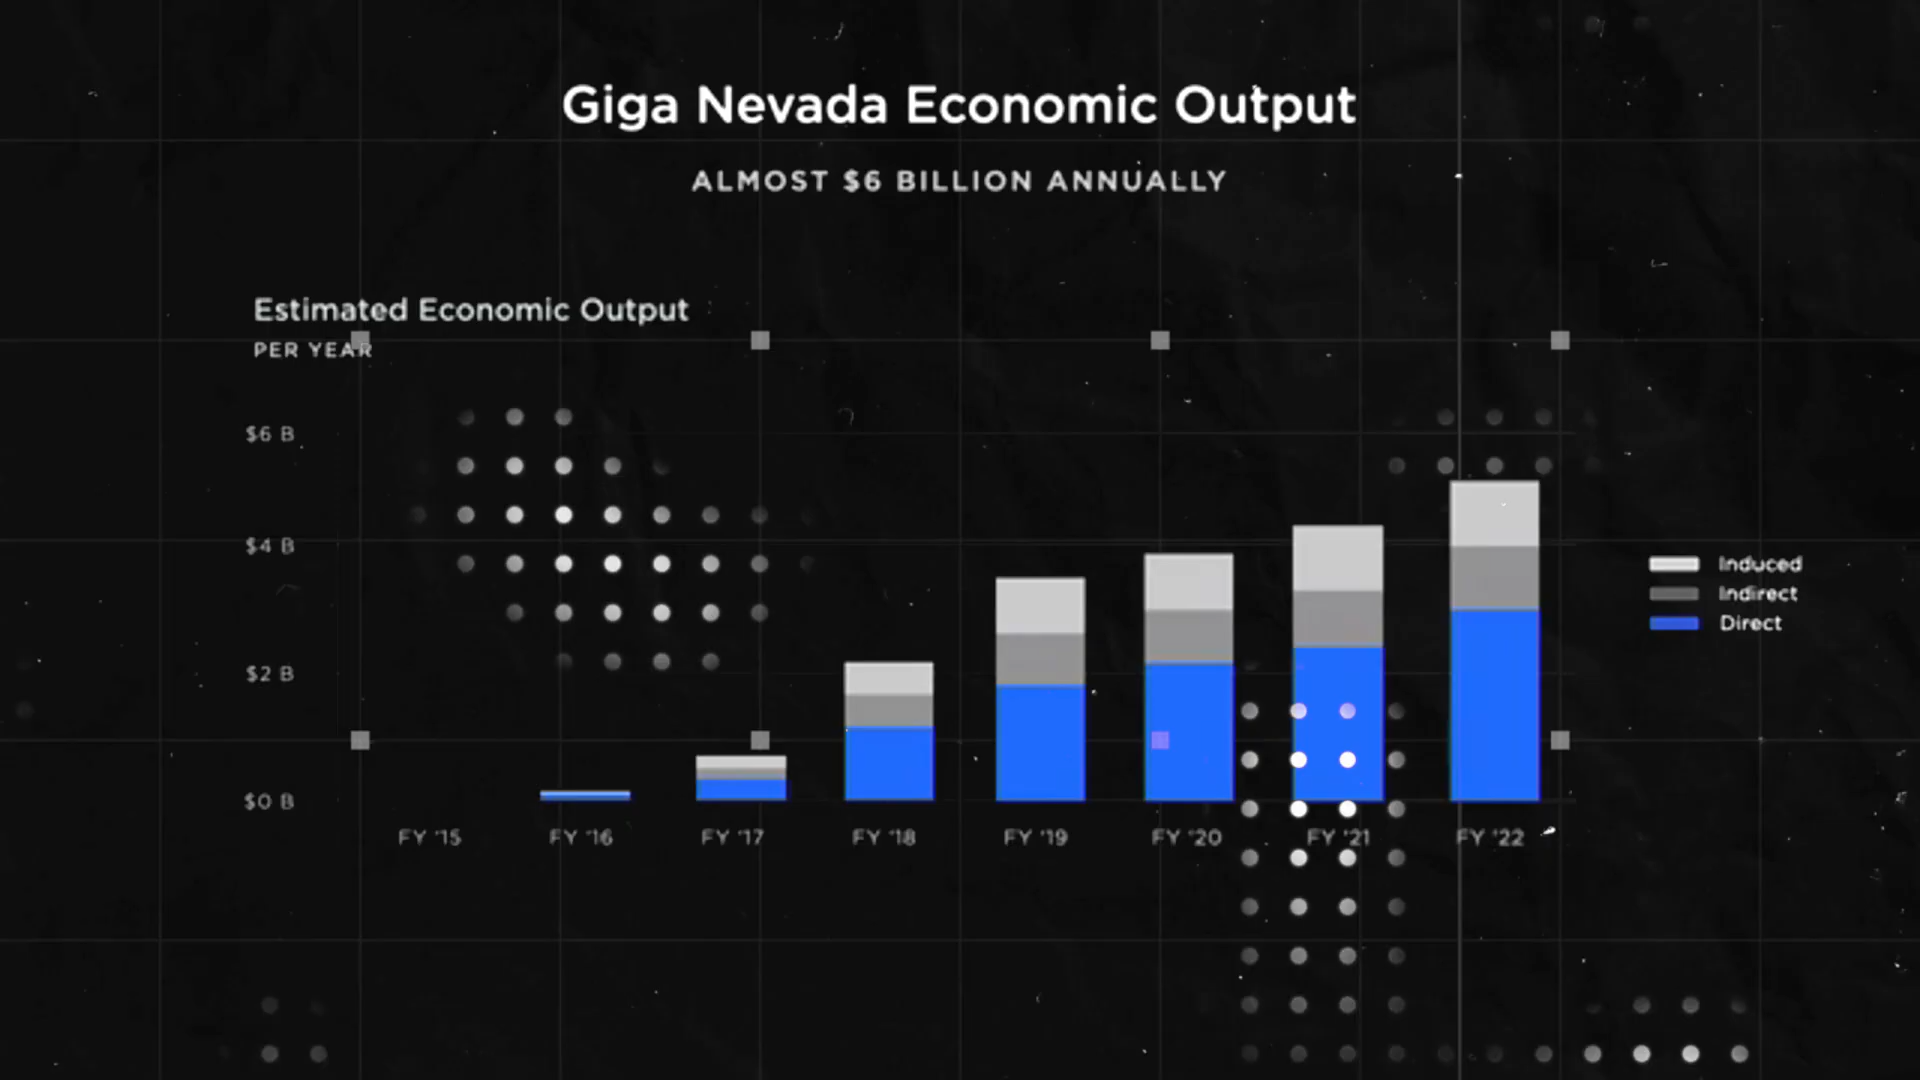 Giga Nevada Economic Output
ALMOST $6 BILLION ANNUALLY
Estimated Economic Output
PER YEAR
$6 B
$4 B
$2 B
$0 B
FY '15 FY '16 FY '17 FY '18 FY '19 FY '20 FY '21 FY '22
Induced
Indirect
Direct